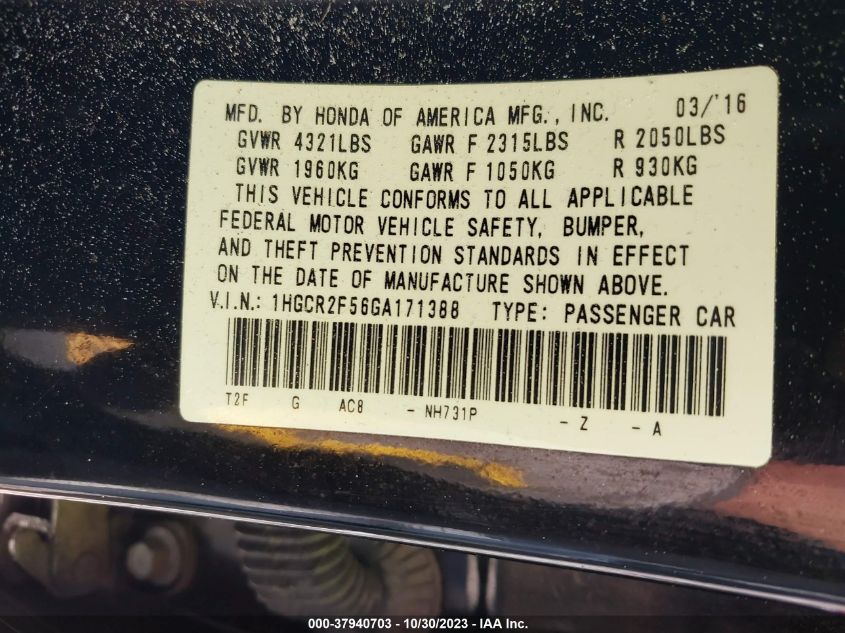 MFD. BY HONDA OF AMERICA MFG., INC. 03/'16
GVWR 4321LBS GAWR F 2315LBS R 2050LBS
GVWR 1960KG GAWR F 1050KG R 930KG
THIS VEHICLE CONFORMS TO ALL APPLICABLE
FEDERAL MOTOR VEHICLE SAFETY, BUMPER,
AND THEFT PREVENTION STANDARDS IN EFFECT
ON THE DATE OF MANUFACTURE SHOWN ABOVE.
V.I.N.: 1HGCR2F56GA171388 TYPE: PASSENGER CAR
T2F G AC8 - NH731P - Z - A
000-37940703 - 10/30/2023 - IAA Inc.